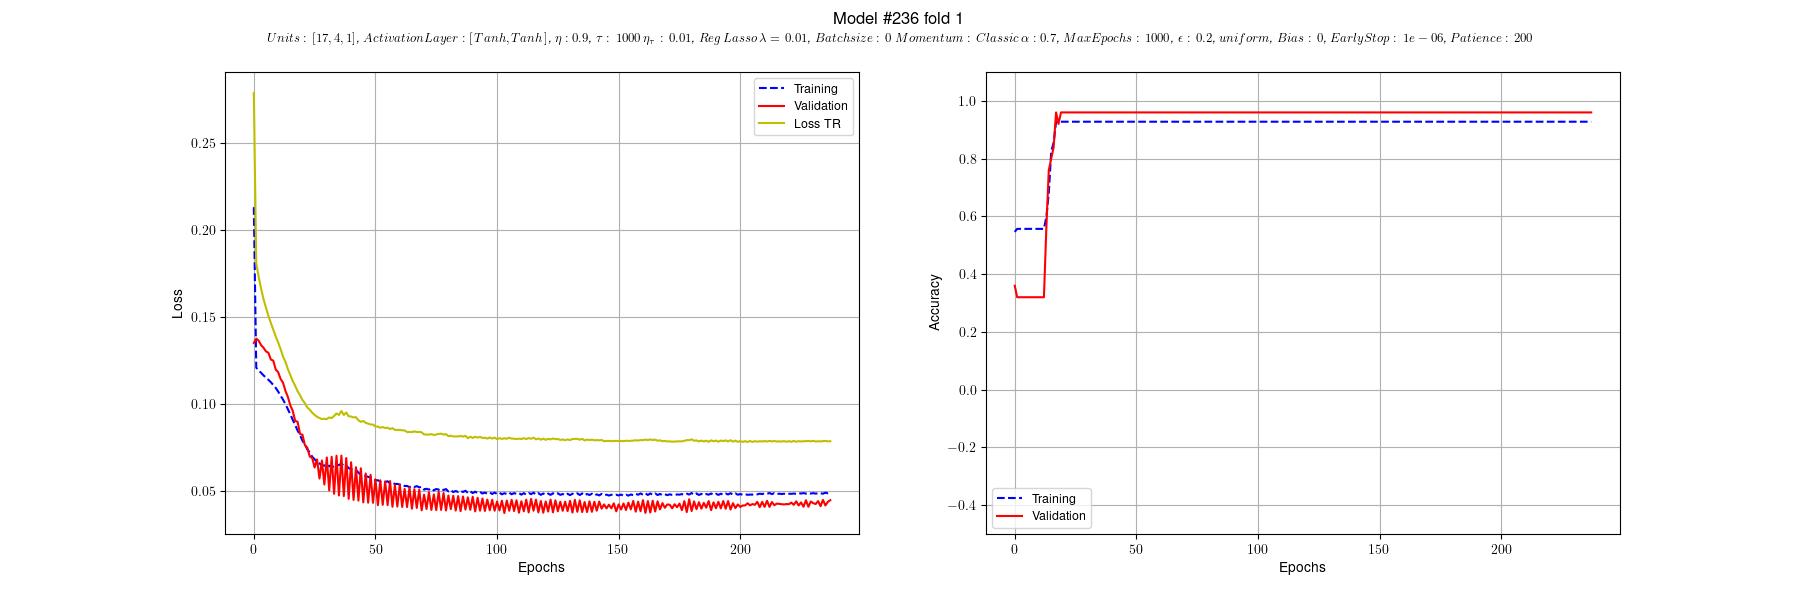 Model #236 fold 1
Units : [17, 4, 1], ActivationLayer : [Tanh, Tanh], η : 0.9, τ : 1000 ητ : 0.01, Reg Lasso λ = 0.01, Batchsize : 0 Momentum : Classic α : 0.7, MaxEpochs : 1000, ϵ : 0.2, uniform, Bias : 0, EarlyStop : 1e − 06, Patience : 200
Training
Validation
Loss TR
0.25
0.20
0.15
0.10
0.05
Loss
0
50
100
150
200
Epochs
1.0
0.8
0.6
0.4
0.2
0.0
−0.2
−0.4
Accuracy
Training
Validation
0
50
100
150
200
Epochs